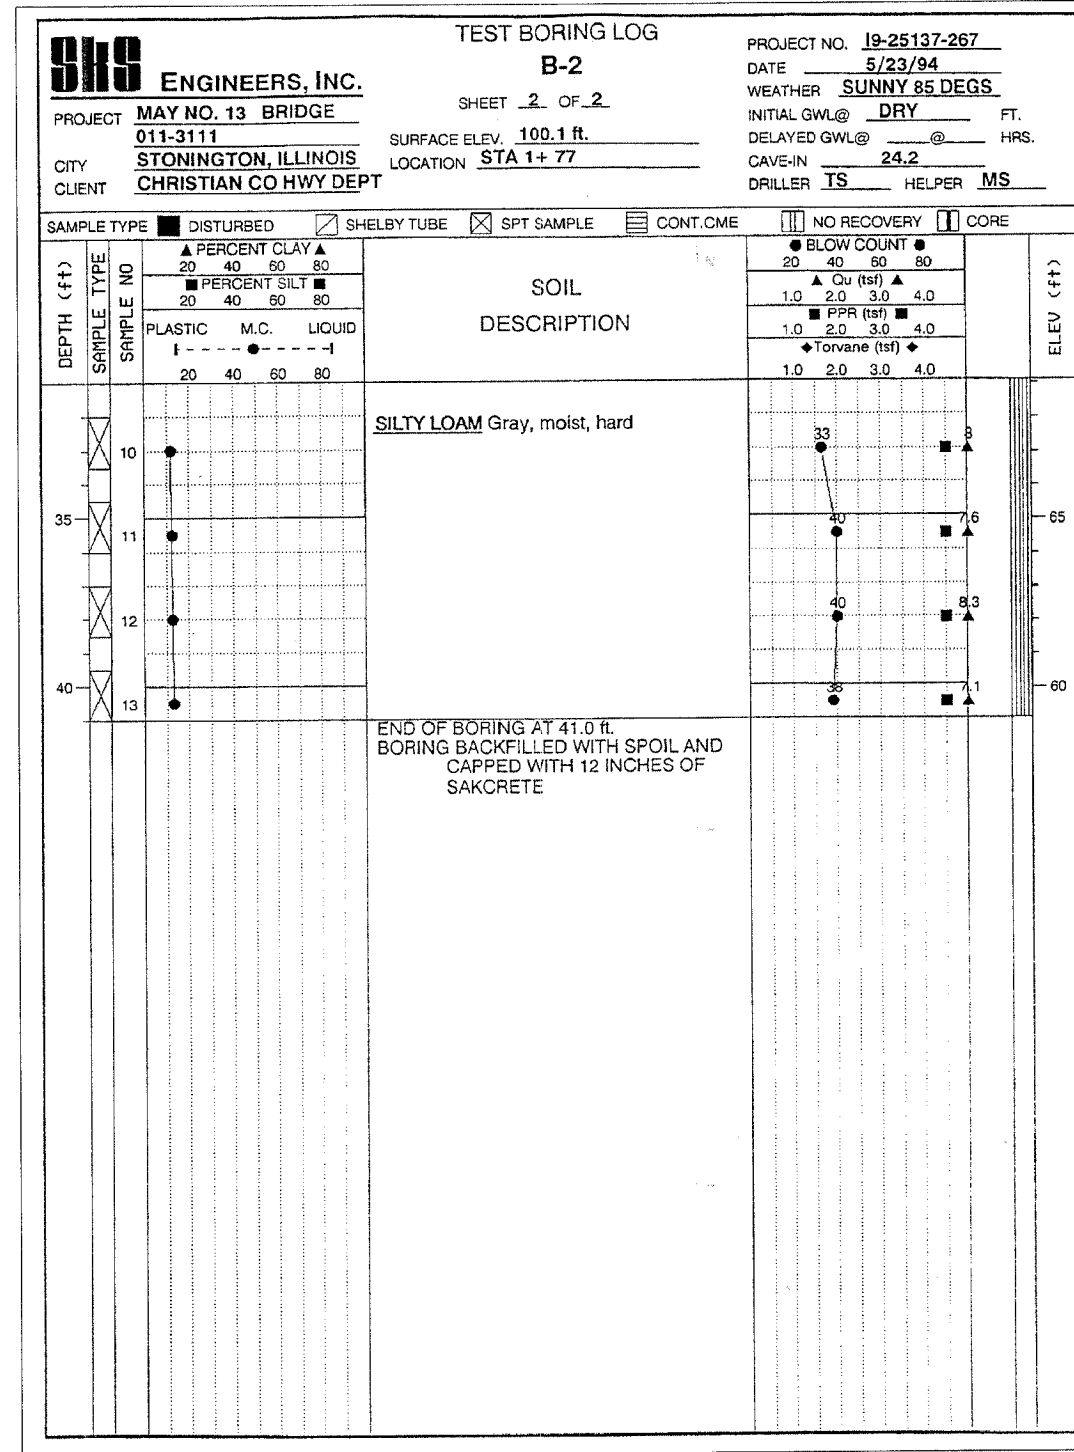 SKS ENGINEERS, INC.
TEST BORING LOG
B-2
SHEET 2 OF 2
SURFACE ELEV. 100.1 ft.
LOCATION STA 1+ 77
PROJECT MAY NO. 13 BRIDGE
011-3111
CITY STONINGTON, ILLINOIS
CLIENT CHRISTIAN CO HWY DEPT
PROJECT NO. I9-25137-267
DATE 5/23/94
WEATHER SUNNY 85 DEGS
INITIAL GWL@ DRY FT.
DELAYED GWL@ @ HRS.
CAVE-IN 24.2
DRILLER TS HELPER MS
SAMPLE TYPE DISTURBED SHELBY TUBE SPT SAMPLE CONT.CME NO RECOVERY CORE
DEPTH (ft)
SAMPLE TYPE
SAMPLE NO
▲ PERCENT CLAY ▲
20 40 60 80
■ PERCENT SILT ■
20 40 60 80
PLASTIC M.C. LIQUID
20 40 60 80
SOIL
DESCRIPTION
● BLOW COUNT ●
20 40 60 80
▲ Qu (tsf) ▲
1.0 2.0 3.0 4.0
■ PPR (tsf) ■
1.0 2.0 3.0 4.0
◆Torvane (tsf) ◆
1.0 2.0 3.0 4.0
ELEV (ft)
SILTY LOAM Gray, moist, hard
10 33 8
35 11 40 7.6 65
12 40 8.3
40 13 38 7.1 60
END OF BORING AT 41.0 ft.
BORING BACKFILLED WITH SPOIL AND
CAPPED WITH 12 INCHES OF
SAKCRETE